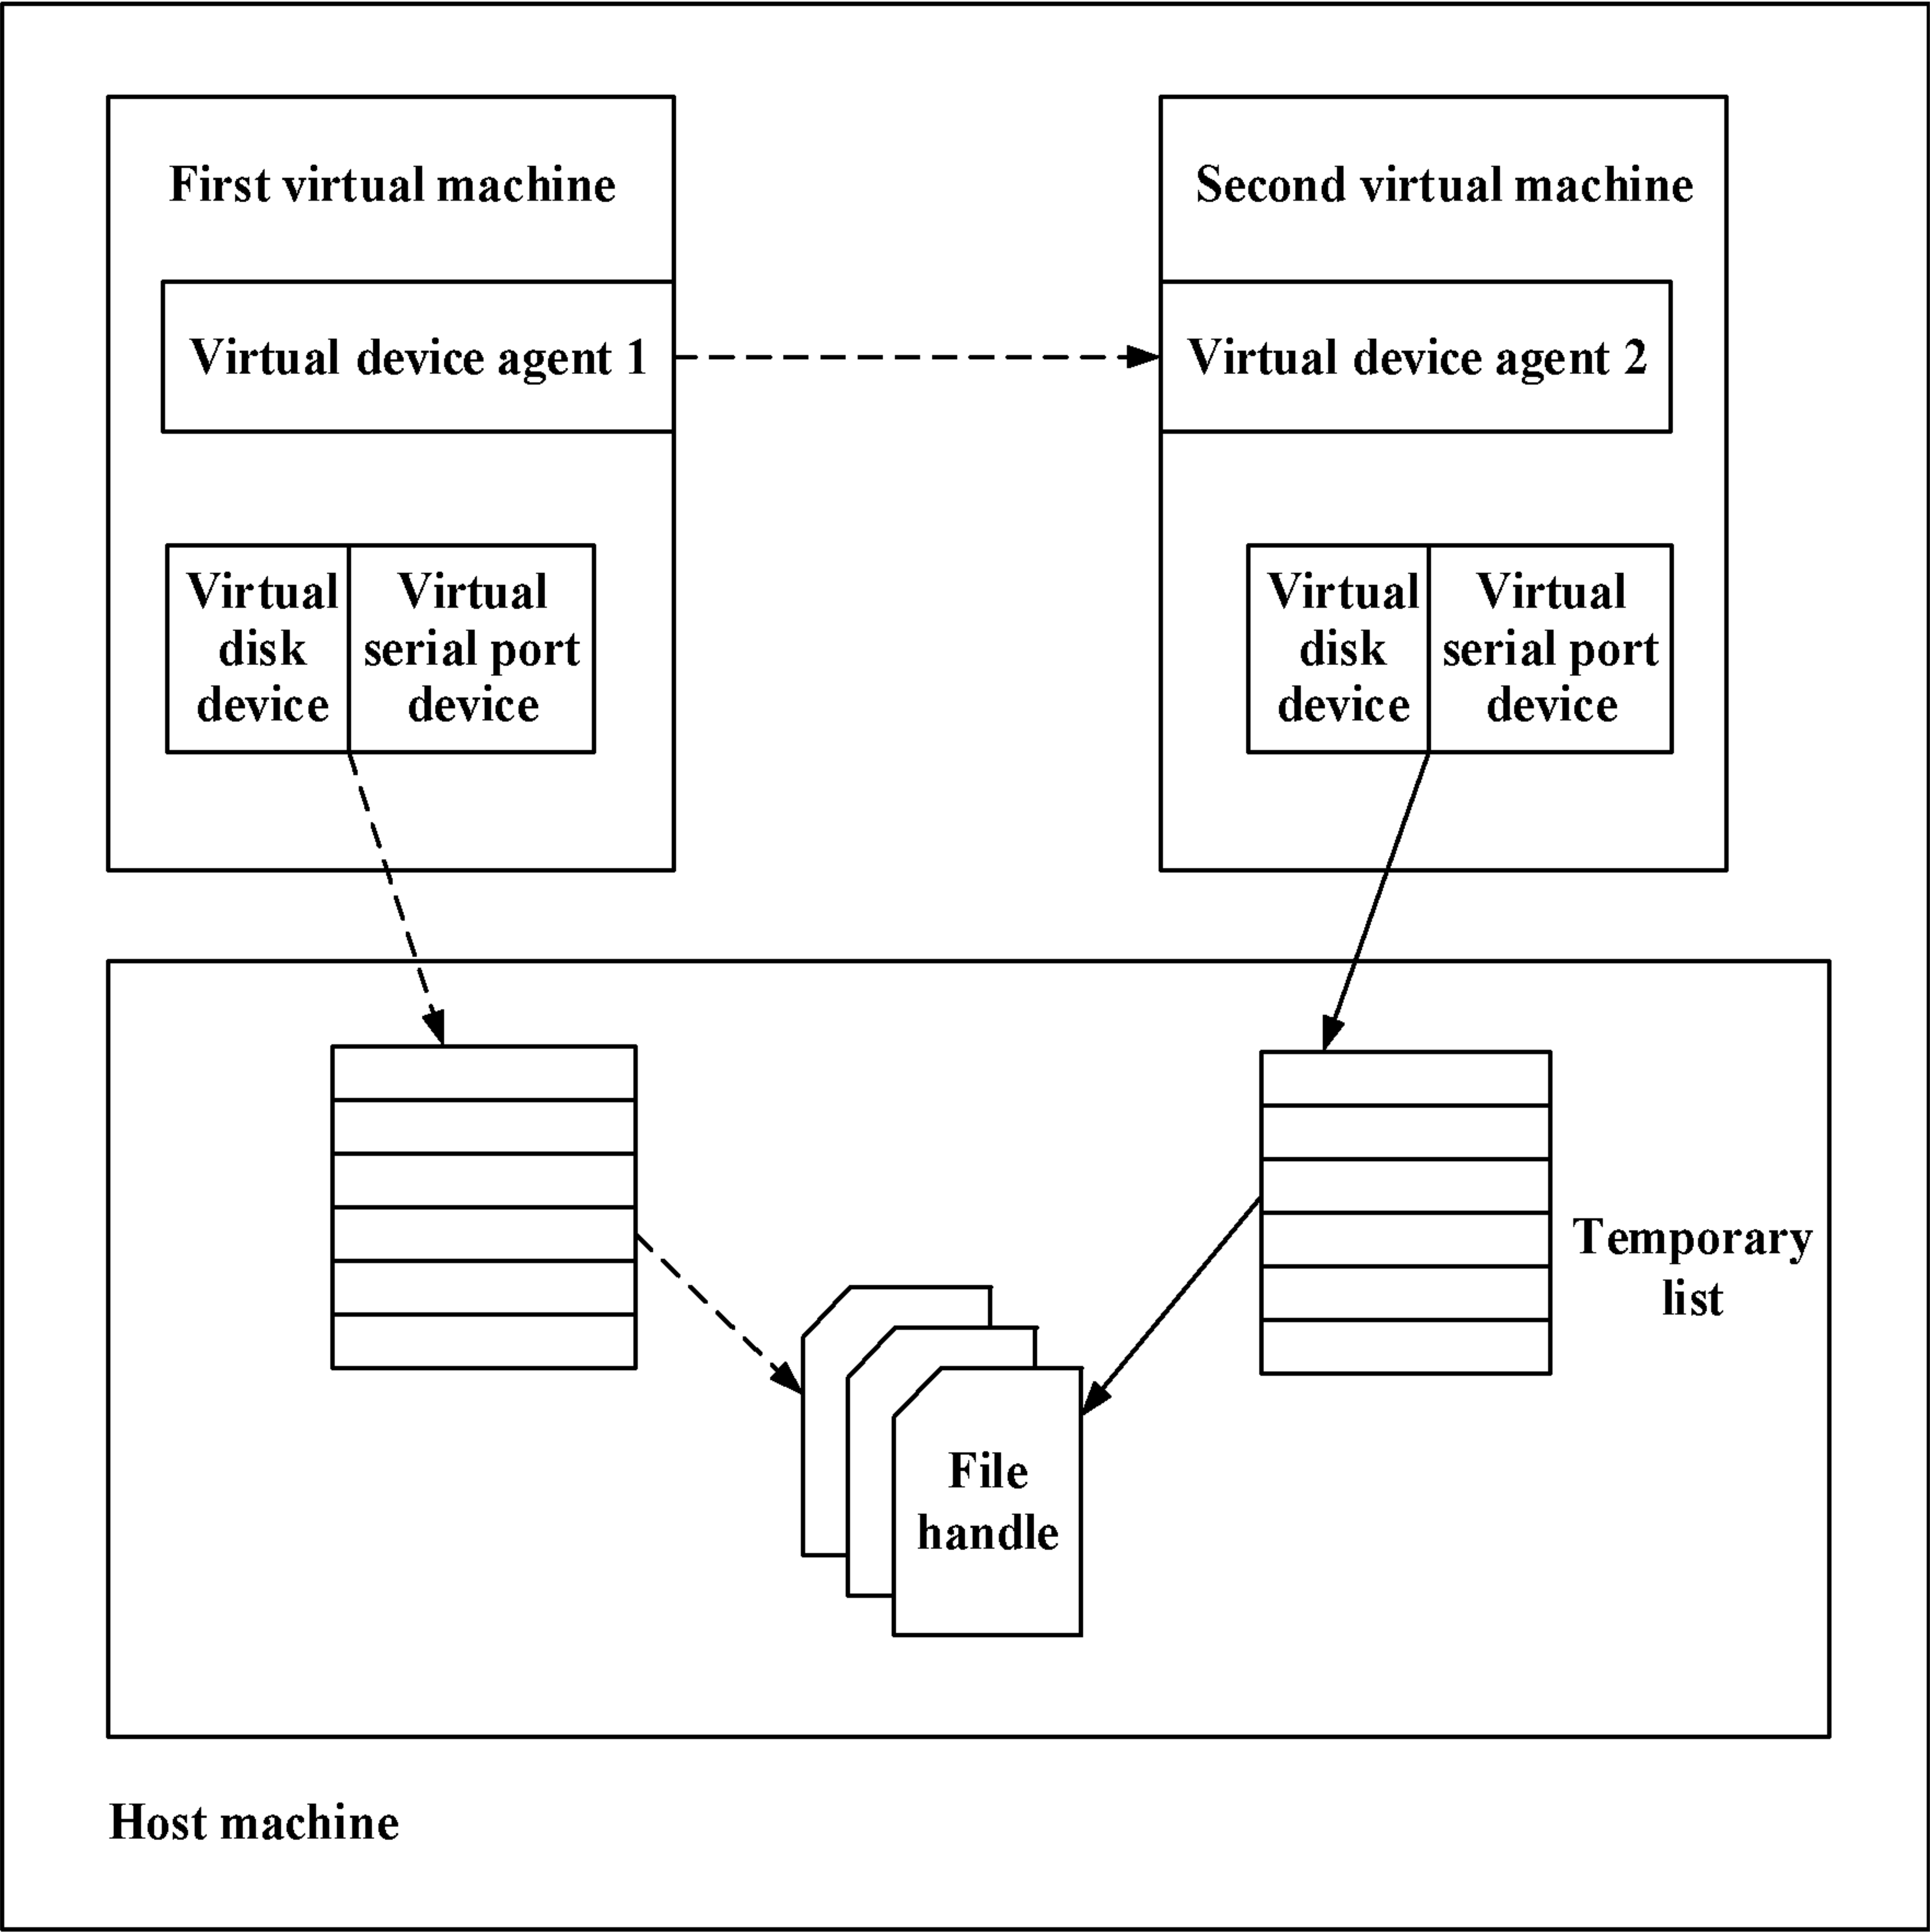 First virtual machine
Second virtual machine
Virtual device agent 1
Virtual device agent 2
Virtual
disk
device
Virtual
serial port
device
Virtual
disk
device
Virtual
serial port
device
Temporary
list
File
handle
Host machine